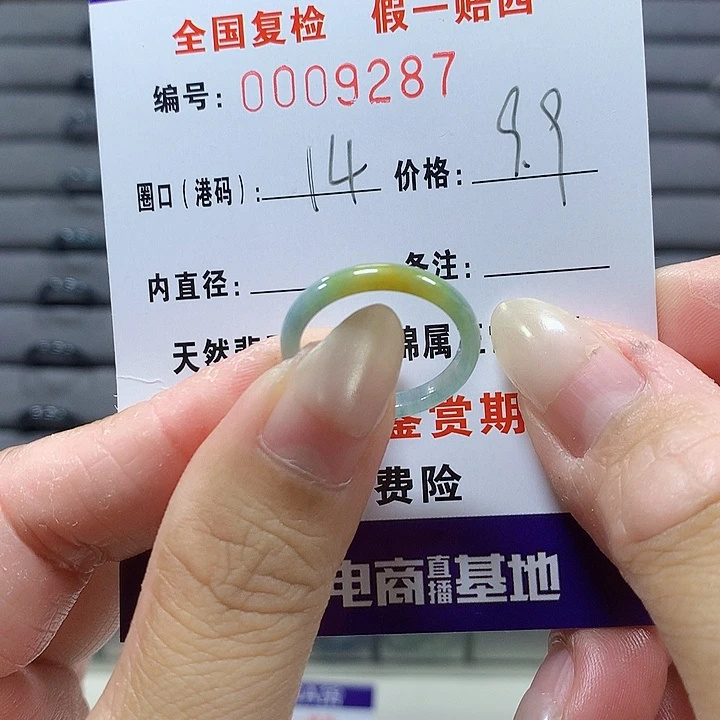 全国复检 假一赔四
编号: 0009287
圈口(港码): 14 价格: 9.9
内直径: 备注:
天然 绵属
鉴赏期
费险
电商直播基地